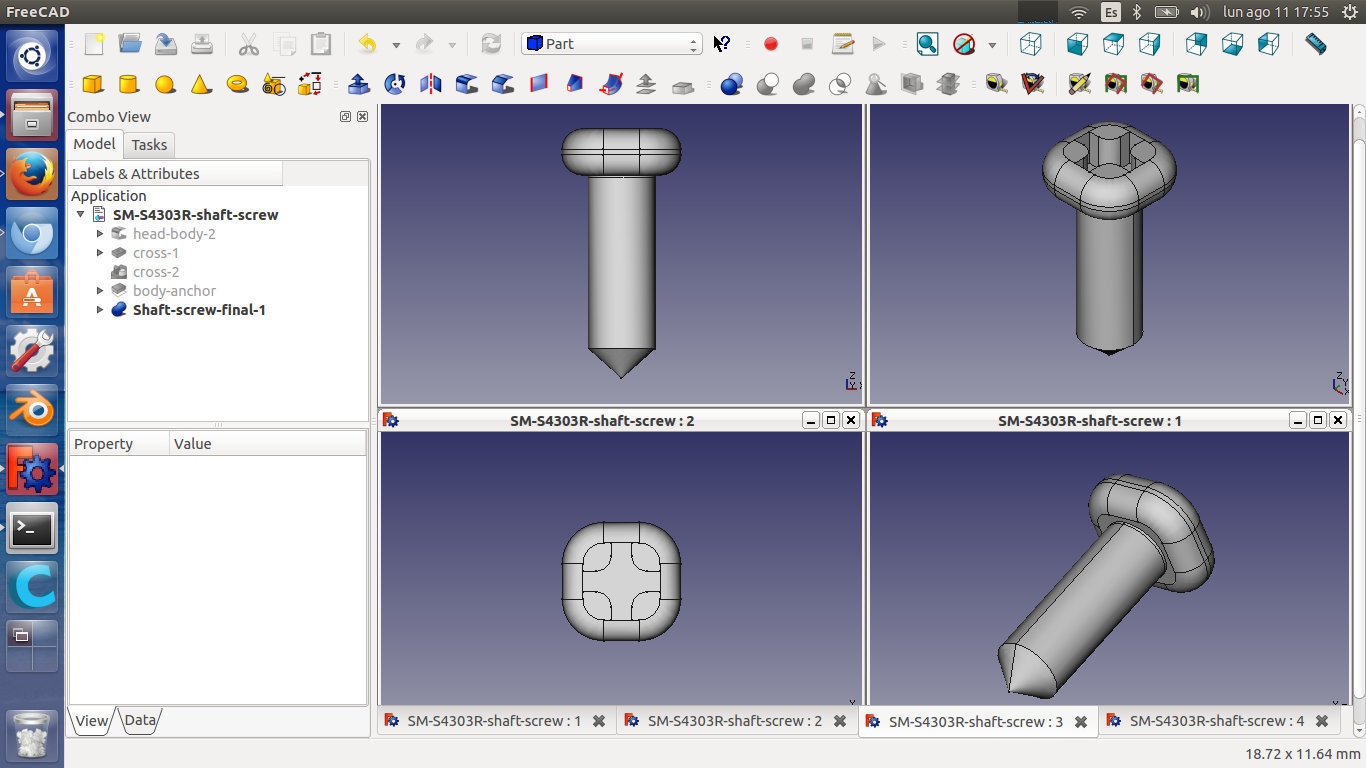 FreeCAD
Es
lun ago 11 17:55
Part
Combo View
Model
Tasks
Labels & Attributes
Application
SM-S4303R-shaft-screw
head-body-2
cross-1
cross-2
body-anchor
Shaft-screw-final-1
Property
Value
View
Data
SM-S4303R-shaft-screw : 2
SM-S4303R-shaft-screw : 1
SM-S4303R-shaft-screw : 1
SM-S4303R-shaft-screw : 2
SM-S4303R-shaft-screw : 3
SM-S4303R-shaft-screw : 4
18.72 x 11.64 mm